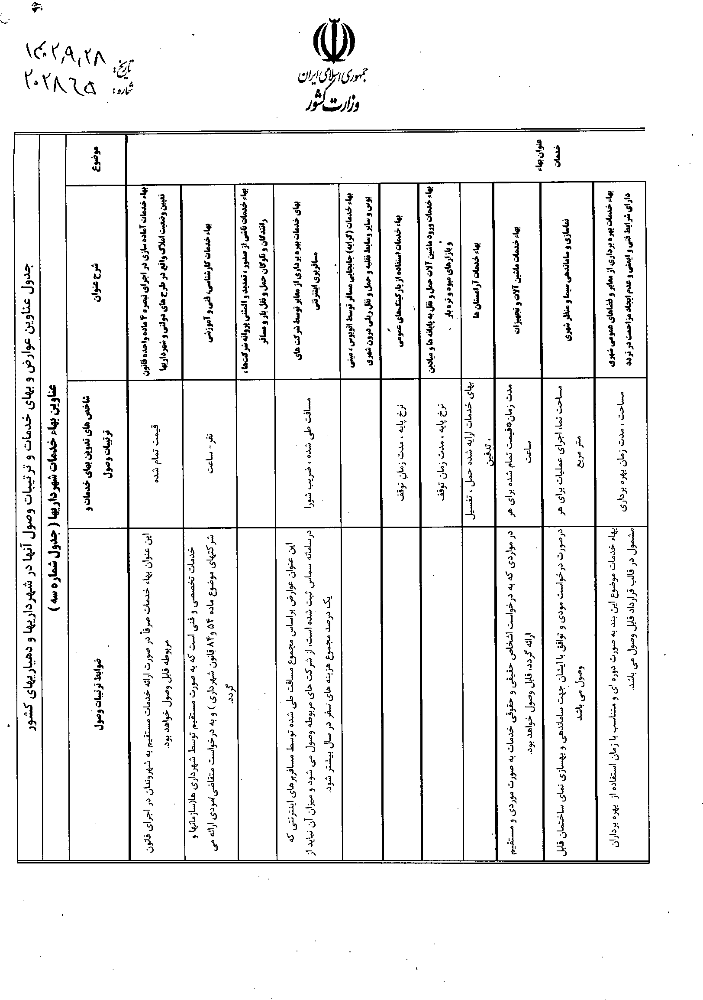 جمهوری اسلامی ایران
وزارت کشور
تاریخ: ۱۴۰۲,۹,۲۸
شماره: ۲۰۲۸۶۵
جدول عناوین عوارض و بهای خدمات و ترتیبات وصول آنها در شهرداریها و دهیاریهای کشور
عناوین بهاء خدمات شهرداریها ( جدول شماره سه )
موضوع
شرح عنوان
شاخص های تدوین بهای خدمات و
ترتیبات وصول
ضوابط ترتیبات وصول
عنوان بهاء
خدمات
بهاء خدمات آماده سازی در اجرای تبصره ۴ ماده واحده قانون
تعیین وضعیت املاک واقع در طرح های دولتی و شهرداریها
قیمت تمام شده
این عنوان بهاء خدمات صرفاً در صورت ارائه خدمات مستقیم به شهروندان در اجرای قانون
مربوطه قابل وصول خواهد بود.
بهاء خدمات کارشناسی، فنی و آموزشی
نفر- ساعت
خدمات تخصصی و فنی است که به صورت مستقیم توسط شهرداری ها(سازمانها و
شرکتهای موضوع ماده ۵۴ و ۸۴ قانون شهرداری ) و به درخواست متقاضی/مودی ارائه می
گردد.
بهاء خدمات ناشی از صدور ، تمدید و المثنی پروانه شرکت‌ها،
رانندگان و ناوگان حمل و نقل بار و مسافر
بهای خدمات بهره برداری از معابر توسط شرکت های
مسافربری اینترنتی
مسافت طی شده ، ضریب شورا
این عنوان عوارض براساس مجموع مسافت طی شده توسط مسافربرهای اینترنتی که
درسامانه سماس ثبت شده است، از شرکت های مربوطه وصول می شود و میزان آن نباید از
یک درصد مجموع هزینه های سفر در سال بیشتر شود.
بهاء خدمات (کرایه) جابجایی مسافر توسط اتوبوس ، مینی
بوس و سایر وسایط نقلیه و حمل و نقل ریلی درون شهری
بهاء خدمات استفاده از پارکینگ‌های عمومی
نرخ پایه ، مدت زمان توقف
بهاء خدمات ورود ماشین آلات حمل و نقل به پایانه ها و میادین
و بازارهای میوه و تره بار
نرخ پایه ، مدت زمان توقف
بهاء خدمات آرامستان ها
بهای خدمات ارایه شده حمل ، تغسیل
، تدفین
بهاء خدمات ماشین آلات و تجهیزات
مدت زمان*قیمت تمام شده برای هر
ساعت
در مواردی که به درخواست اشخاص حقیقی و حقوقی خدمات به صورت موردی و مستقیم
ارائه گردد، قابل وصول خواهد بود.
نماسازی و ساماندهی سیما و منظر شهری
مساحت نما، اجرای عملیات برای هر
متر مربع
درصورت درخواست مودی و توافق با ایشان جهت ساماندهی و بهسازی نمای ساختمان قابل
وصول می باشد
بهاء خدمات بهره برداری از معابر و فضاهای عمومی شهری
دارای شرایط فنی و ایمنی و عدم ایجاد مزاحمت در تردد
مساحت ، مدت زمان بهره برداری
بهاء خدمات موضوع این بند به صورت دوره ای و متناسب با زمان استفاده از بهره برداران
مشمول در قالب قرارداد قابل وصول می باشد.